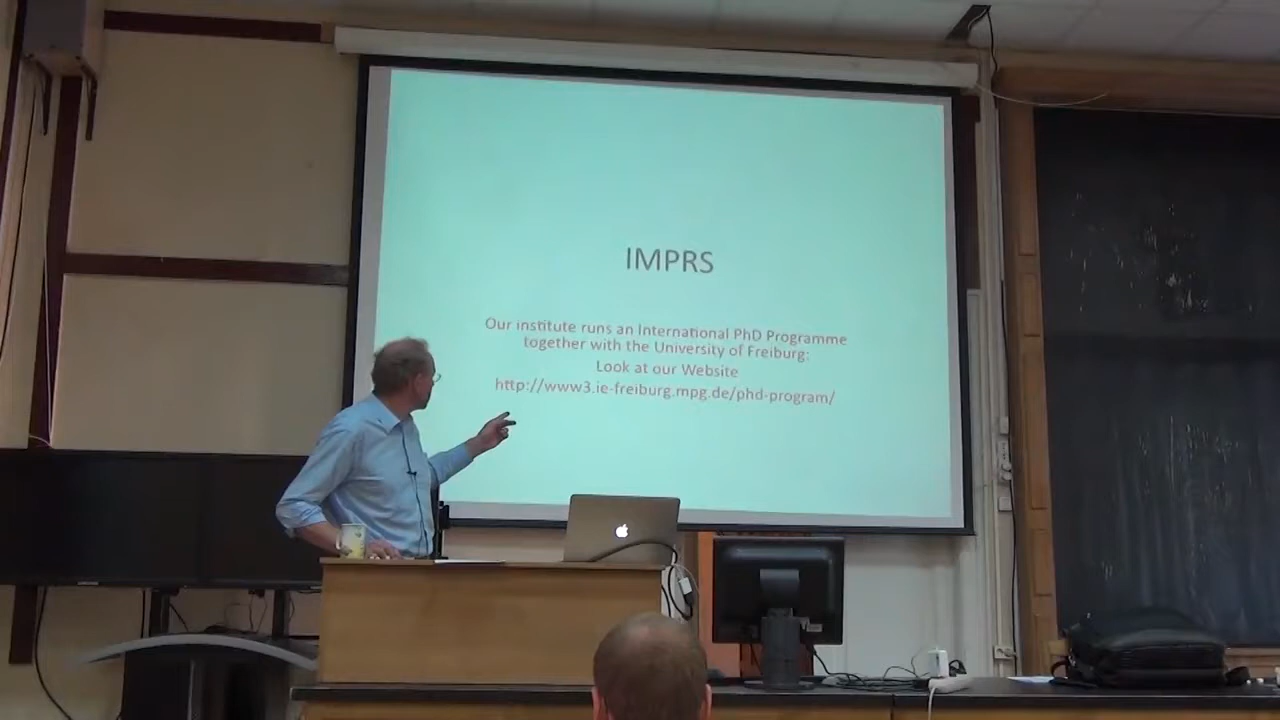 IMPRS
Our institute runs an International PhD Programme
together with the University of Freiburg:
Look at our Website
http://www3.ie-freiburg.mpg.de/phd-program/